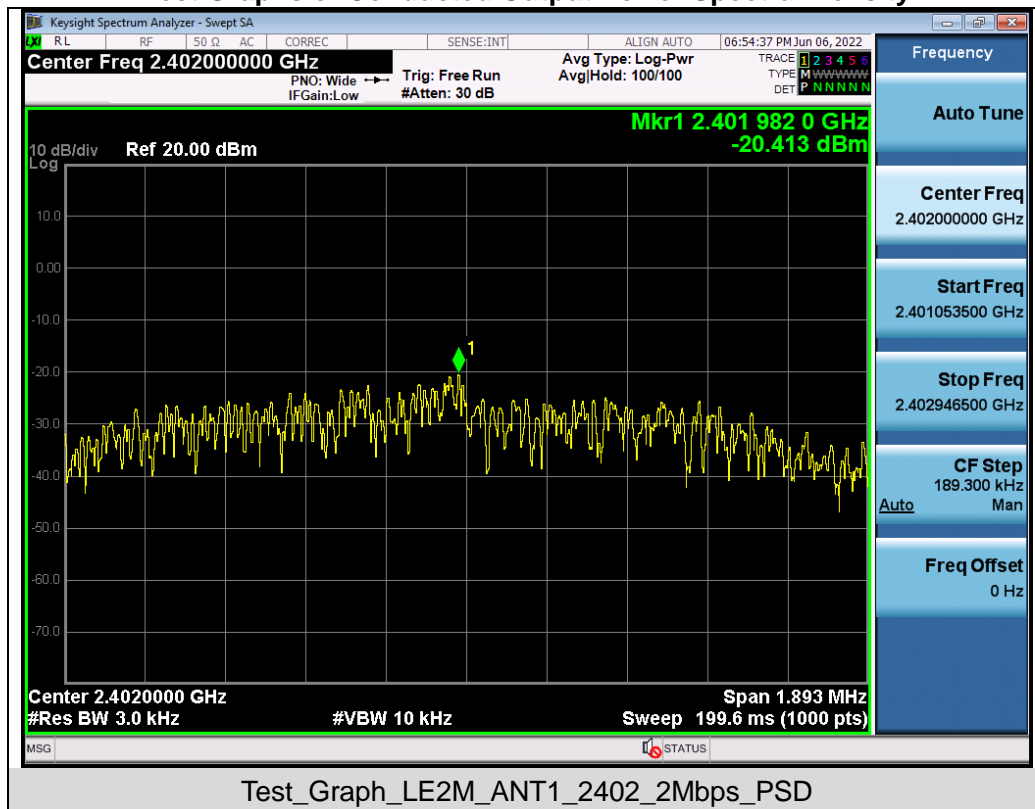 Keysight Spectrum Analyzer - Swept SA
RL RF 50 Ω AC CORREC SENSE:INT ALIGN AUTO 06:54:37 PM Jun 06, 2022
Center Freq 2.402000000 GHz
PNO: Wide
IFGain:Low
Trig: Free Run
#Atten: 30 dB
Avg Type: Log-Pwr
Avg|Hold: 100/100
TRACE 1 2 3 4 5 6
TYPE M WWWWW
DET P N N N N N
Mkr1 2.401 982 0 GHz
-20.413 dBm
10 dB/div Ref 20.00 dBm
Log
10.0
0.00
-10.0
-20.0
-30.0
-40.0
-50.0
-60.0
-70.0
1
Center 2.4020000 GHz
Span 1.893 MHz
#Res BW 3.0 kHz
#VBW 10 kHz
Sweep 199.6 ms (1000 pts)
MSG
STATUS
Frequency
Auto Tune
Center Freq
2.402000000 GHz
Start Freq
2.401053500 GHz
Stop Freq
2.402946500 GHz
CF Step
189.300 kHz
Auto Man
Freq Offset
0 Hz
Test_Graph_LE2M_ANT1_2402_2Mbps_PSD